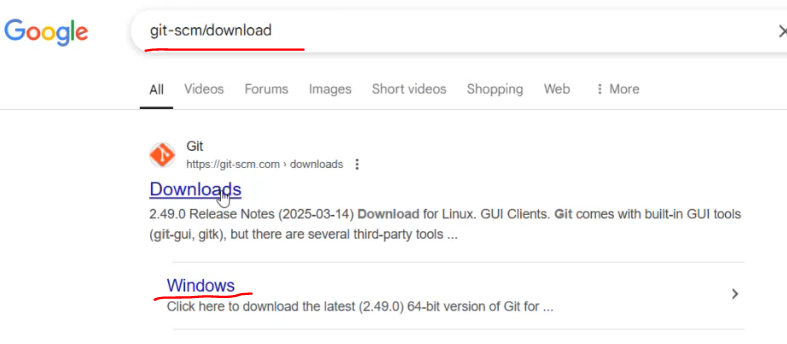 Google
git-scm/download
All Videos Forums Images Short videos Shopping Web More
Git
https://git-scm.com › downloads
Downloads
2.49.0 Release Notes (2025-03-14) Download for Linux. GUI Clients. Git comes with built-in GUI tools
(git-gui, gitk), but there are several third-party tools ...
Windows
Click here to download the latest (2.49.0) 64-bit version of Git for ...